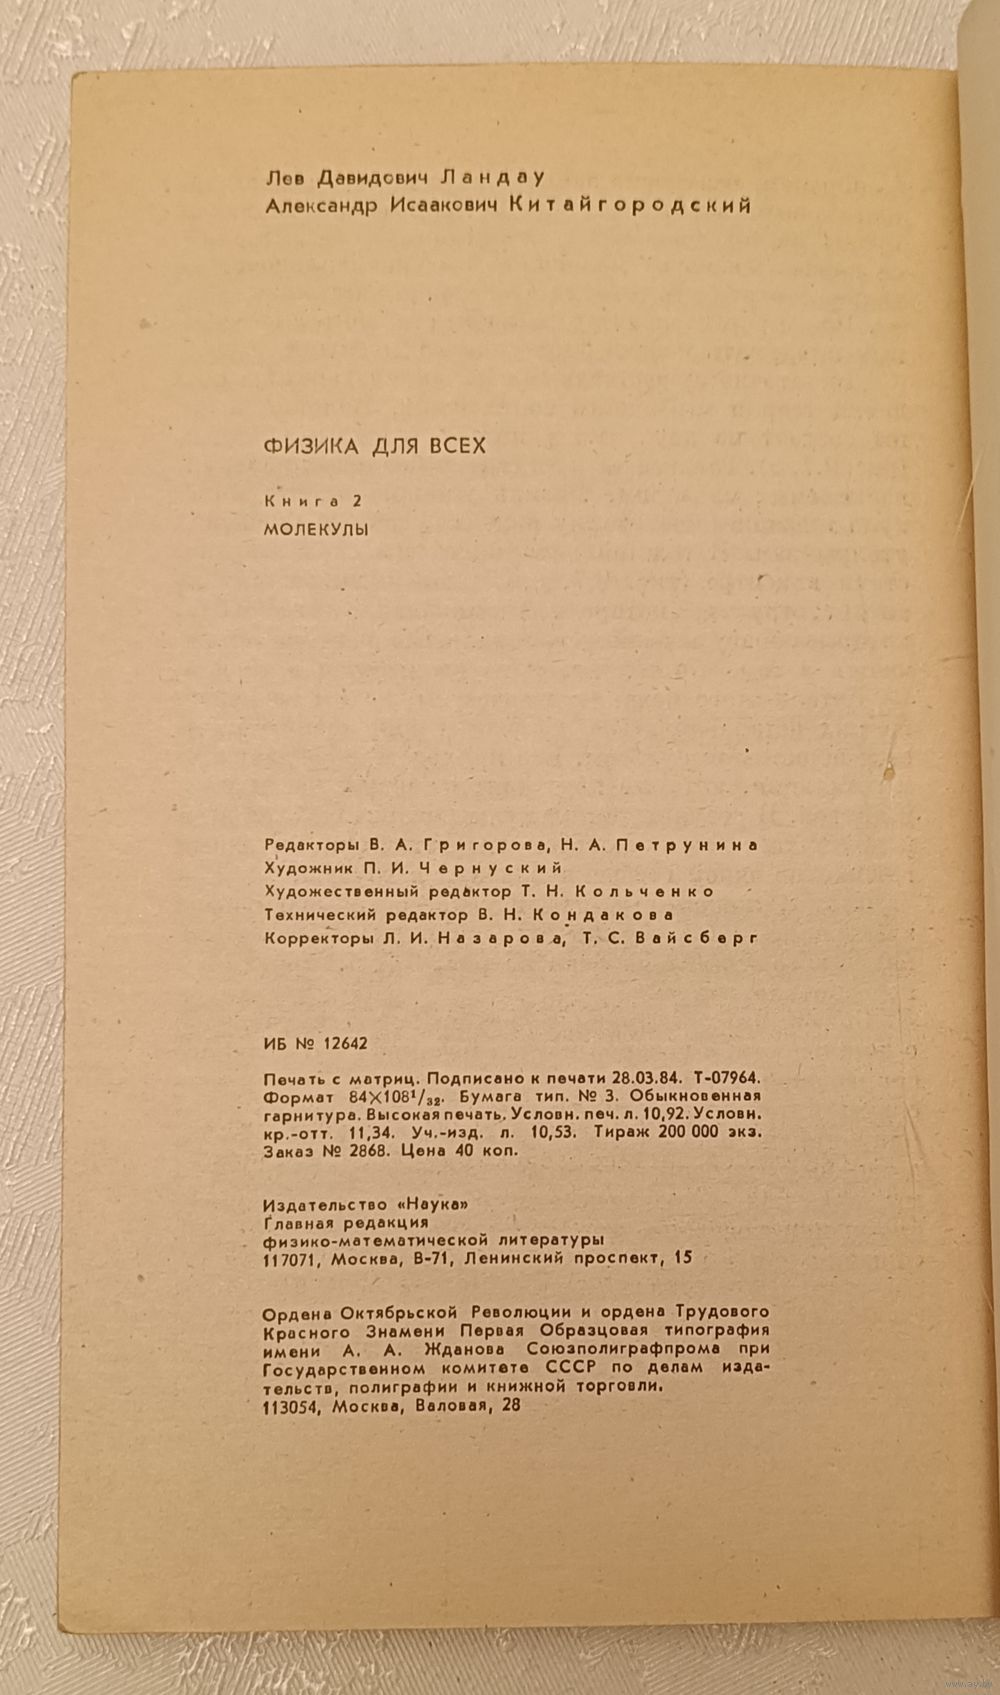 Лев Давидович Ландау
Александр Исаакович Китайгородский
ФИЗИКА ДЛЯ ВСЕХ
Книга 2
МОЛЕКУЛЫ
Редакторы В. А. Григорова, Н. А. Петрунина
Художник П. И. Чернуский
Художественный редактор Т. Н. Кольченко
Технический редактор В. Н. Кондакова
Корректоры Л. И. Назарова, Т. С. Вайсберг
ИБ № 12642
Печать с матриц. Подписано к печати 28.03.84. Т-07964.
Формат 84×108¹/₃₂. Бумага тип. № 3. Обыкновенная
гарнитура. Высокая печать. Условн. печ. л. 10,92. Условн.
кр.-отт. 11,34. Уч.-изд. л. 10,53. Тираж 200 000 экз.
Заказ № 2868. Цена 40 коп.
Издательство «Наука»
Главная редакция
физико-математической литературы
117071, Москва, В-71, Ленинский проспект, 15
Ордена Октябрьской Революции и ордена Трудового
Красного Знамени Первая Образцовая типография
имени А. А. Жданова Союзполиграфпрома при
Государственном комитете СССР по делам изда-
тельств, полиграфии и книжной торговли.
113054, Москва, Валовая, 28